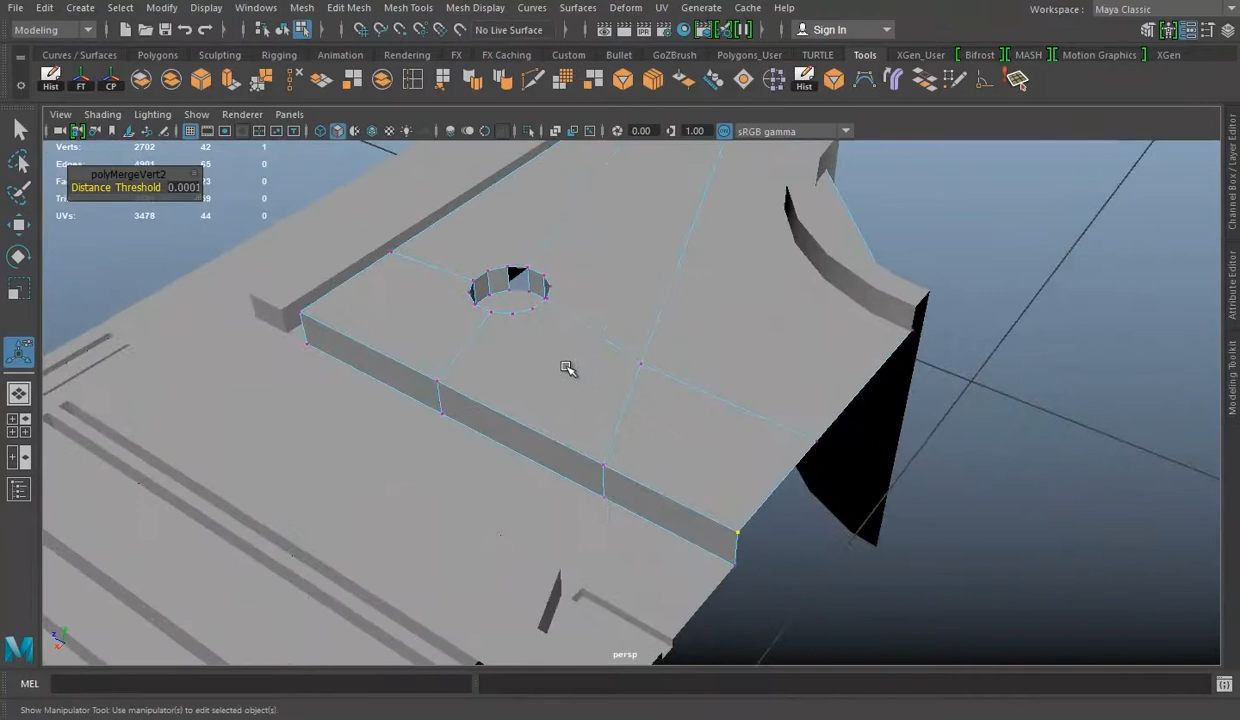 File Edit Create Select Modify Display Windows Mesh Edit Mesh Mesh Tools Mesh Display Curves Surfaces Deform UV Generate Cache Help Workspace : Maya Classic
Modeling No Live Surface Sign In
Curves / Surfaces Polygons Sculpting Rigging Animation Rendering FX FX Caching Custom Bullet GoZBrush Polygons_User TURTLE Tools XGen_User Bifrost MASH Motion Graphics XGen
Hist FT CP Hist
View Shading Lighting Show Renderer Panels
0.00 1.00 sRGB gamma
Verts: 2702 42 1
4901 65 0
polyMergeVert2
Distance Threshold 0.0001
UVs: 3478 44 0
Channel Box / Layer Editor
Attribute Editor
Modeling Toolkit
persp
MEL
Show Manipulator Tool: Use manipulator(s) to edit selected object(s).